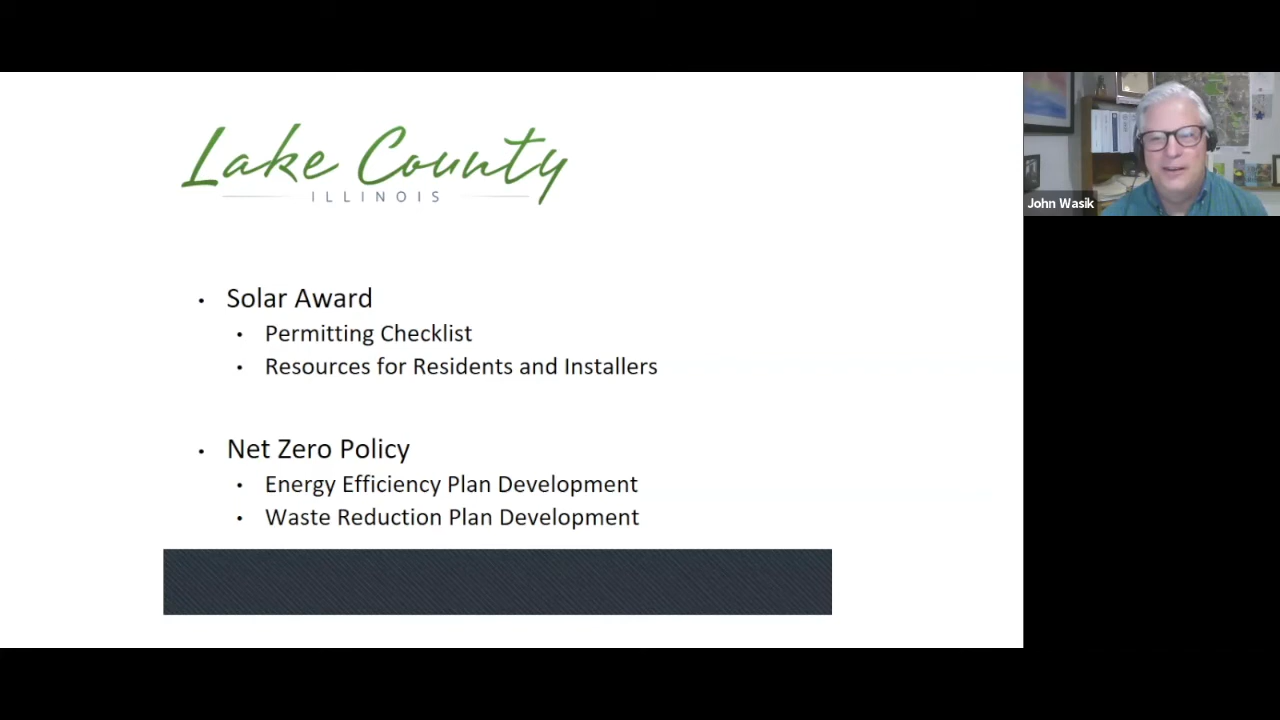 Lake County
ILLINOIS
John Wasik
• Solar Award
• Permitting Checklist
• Resources for Residents and Installers
• Net Zero Policy
• Energy Efficiency Plan Development
• Waste Reduction Plan Development